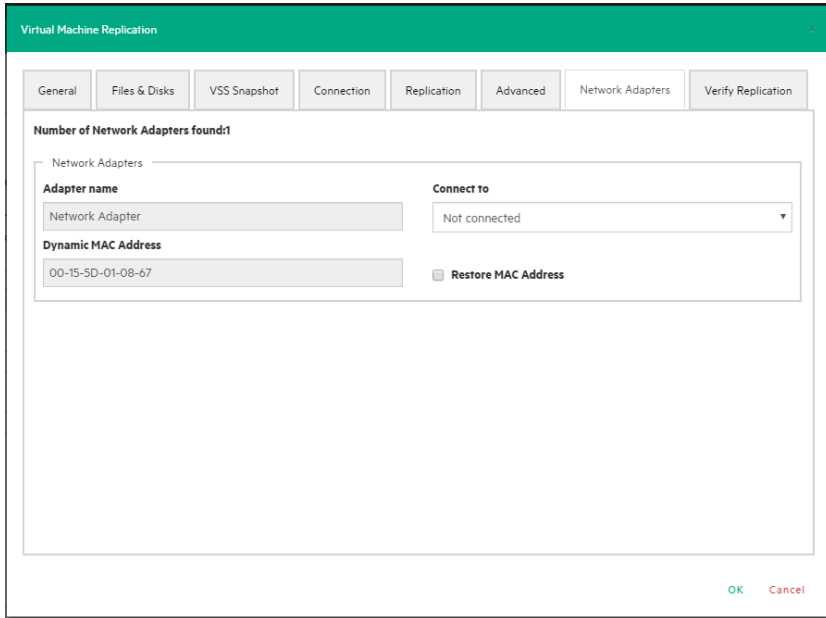 Virtual Machine Replication x
General Files & Disks VSS Snapshot Connection Replication Advanced Network Adapters Verify Replication
Number of Network Adapters found:1
Network Adapters
Adapter name Connect to
Network Adapter Not connected
Dynamic MAC Address
00-15-5D-01-08-67 Restore MAC Address
OK Cancel